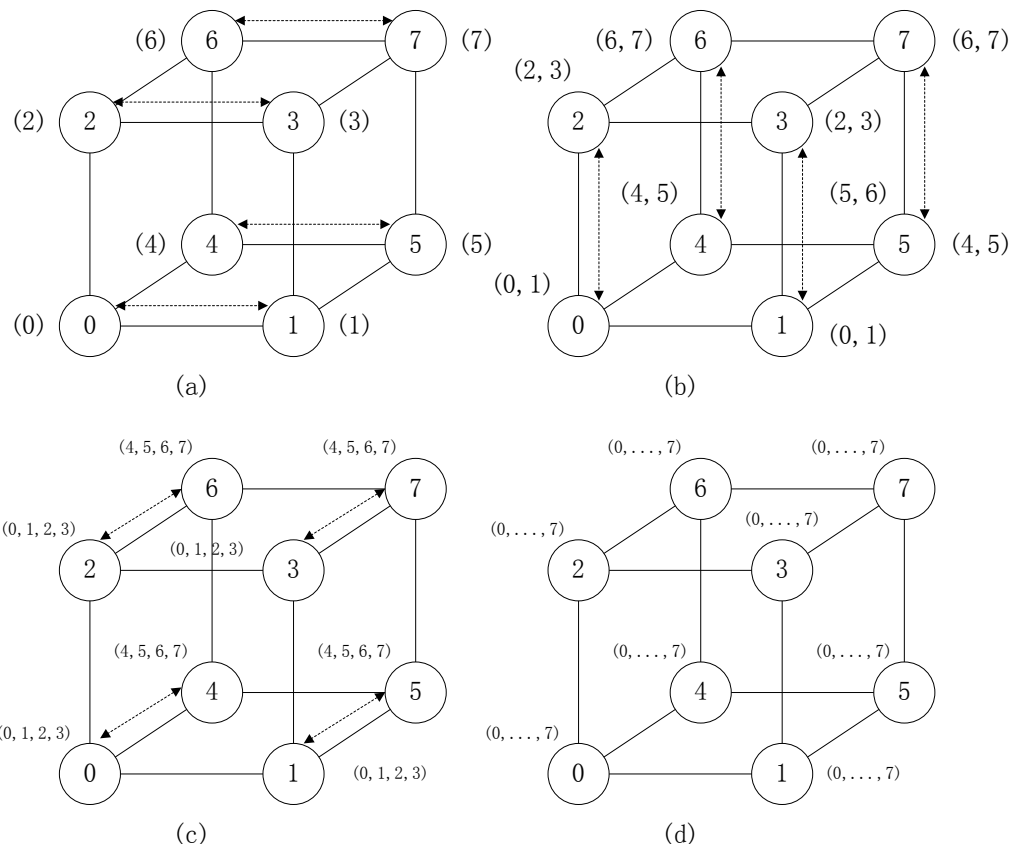 (6) 6 7 (7)
(2) 2 3 (3)
(4) 4 5 (5)
(0) 0 1 (1)
(a)
(6,7) 6 7 (6,7)
(2,3)
2 3 (2,3)
(4,5) (5,6)
4 5 (4,5)
(0,1)
0 1 (0,1)
(b)
(4,5,6,7) (4,5,6,7)
6 7
(0,1,2,3) (0,1,2,3)
2 3
(4,5,6,7) (4,5,6,7)
4 5
(0,1,2,3)
0 1 (0,1,2,3)
(c)
(0,...,7) (0,...,7)
6 7
(0,...,7) (0,...,7)
2 3
(0,...,7) (0,...,7)
4 5
(0,...,7)
0 1 (0,...,7)
(d)